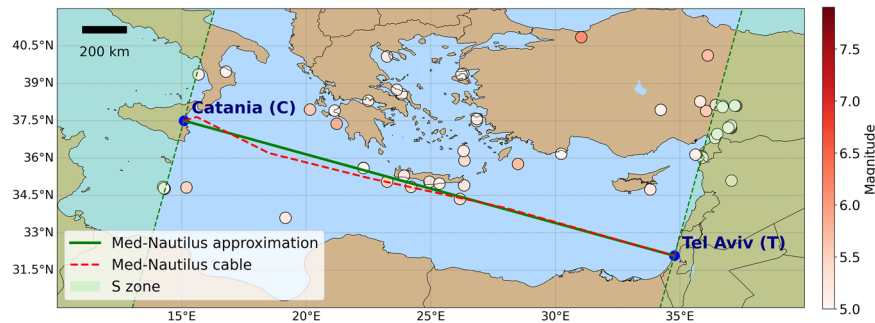 40.5°N
39°N
37.5°N
36°N
34.5°N
33°N
31.5°N
200 km
Catania (C)
Tel Aviv (T)
Med-Nautilus approximation
Med-Nautilus cable
S zone
15°E
20°E
25°E
30°E
35°E
7.5
7.0
6.5
6.0
5.5
5.0
Magnitude